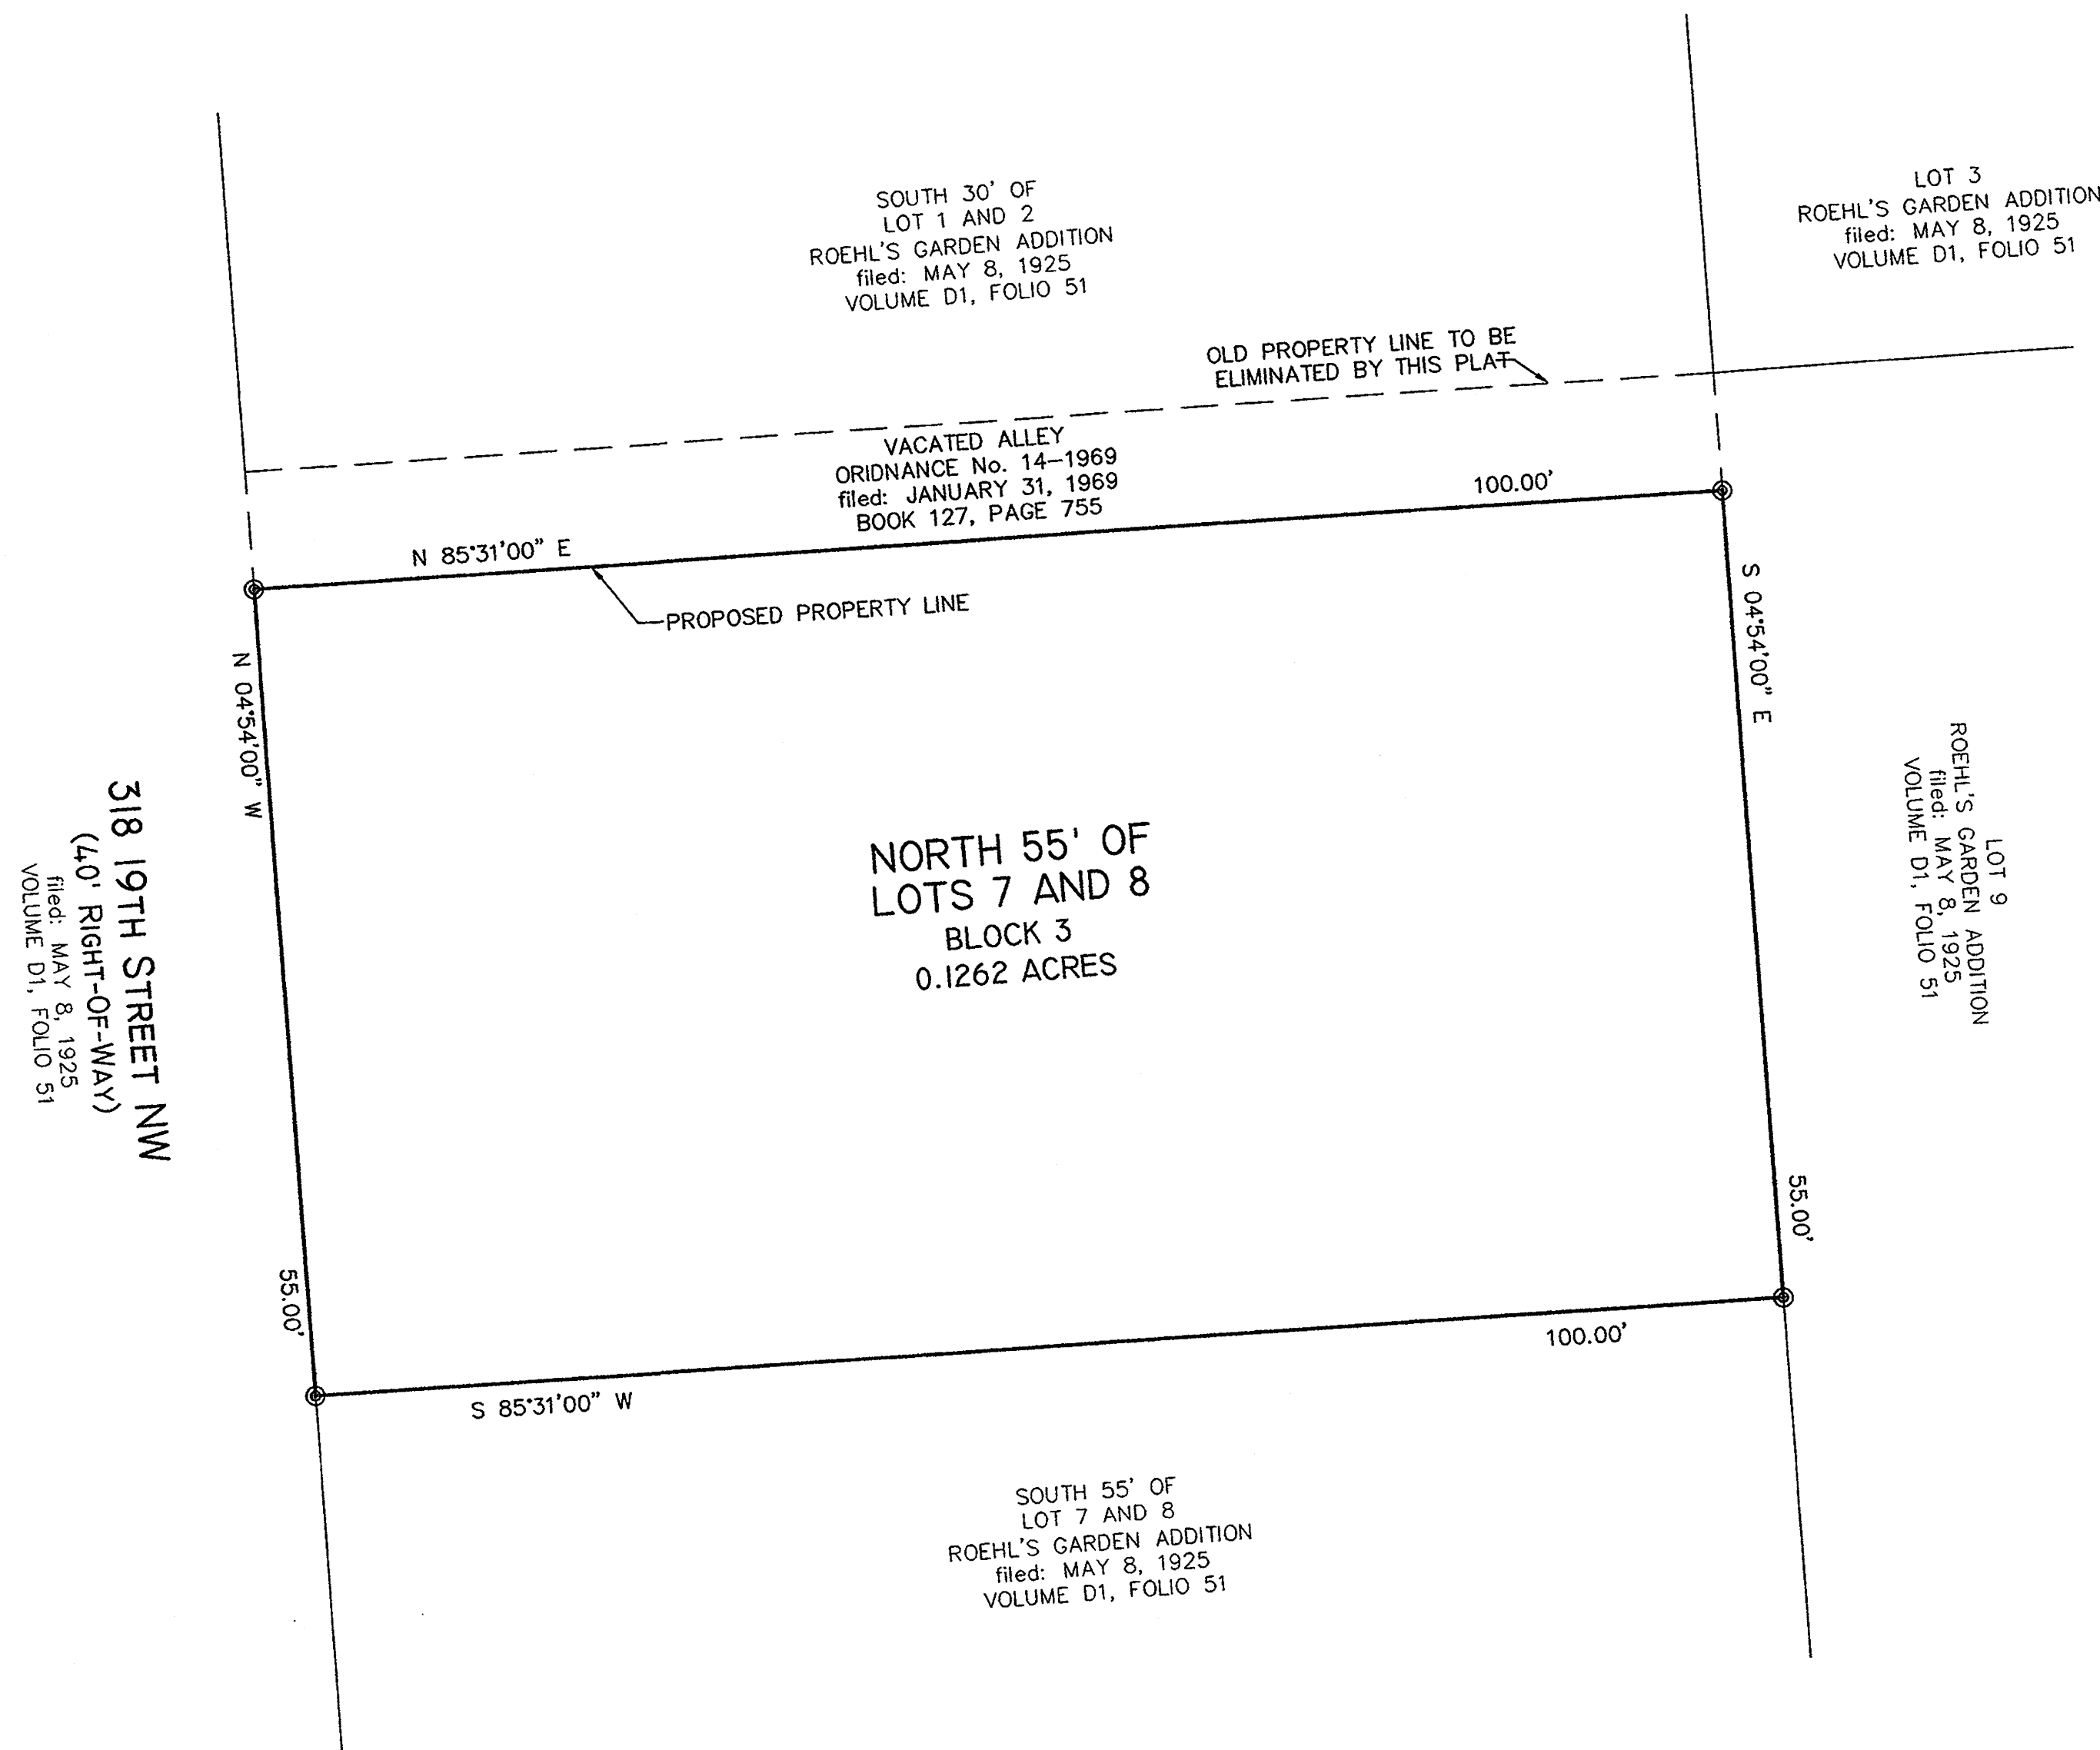 SOUTH 30' OF
LOT 1 AND 2
ROEHL'S GARDEN ADDITION
filed: MAY 8, 1925
VOLUME D1, FOLIO 51
LOT 3
ROEHL'S GARDEN ADDITION
filed: MAY 8, 1925
VOLUME D1, FOLIO 51
OLD PROPERTY LINE TO BE
ELIMINATED BY THIS PLAT
VACATED ALLEY
ORIDNANCE No. 14-1969
filed: JANUARY 31, 1969
BOOK 127, PAGE 755
100.00'
N 85°31'00" E
PROPOSED PROPERTY LINE
N 04°54'00" W
S 04°54'00" E
318 19TH STREET NW
(40' RIGHT-OF-WAY)
filed: MAY 8, 1925
VOLUME D1, FOLIO 51
NORTH 55' OF
LOTS 7 AND 8
BLOCK 3
0.1262 ACRES
LOT 9
ROEHL'S GARDEN ADDITION
filed: MAY 8, 1925
VOLUME D1, FOLIO 51
55.00'
55.00'
100.00'
S 85°31'00" W
SOUTH 55' OF
LOT 7 AND 8
ROEHL'S GARDEN ADDITION
filed: MAY 8, 1925
VOLUME D1, FOLIO 51